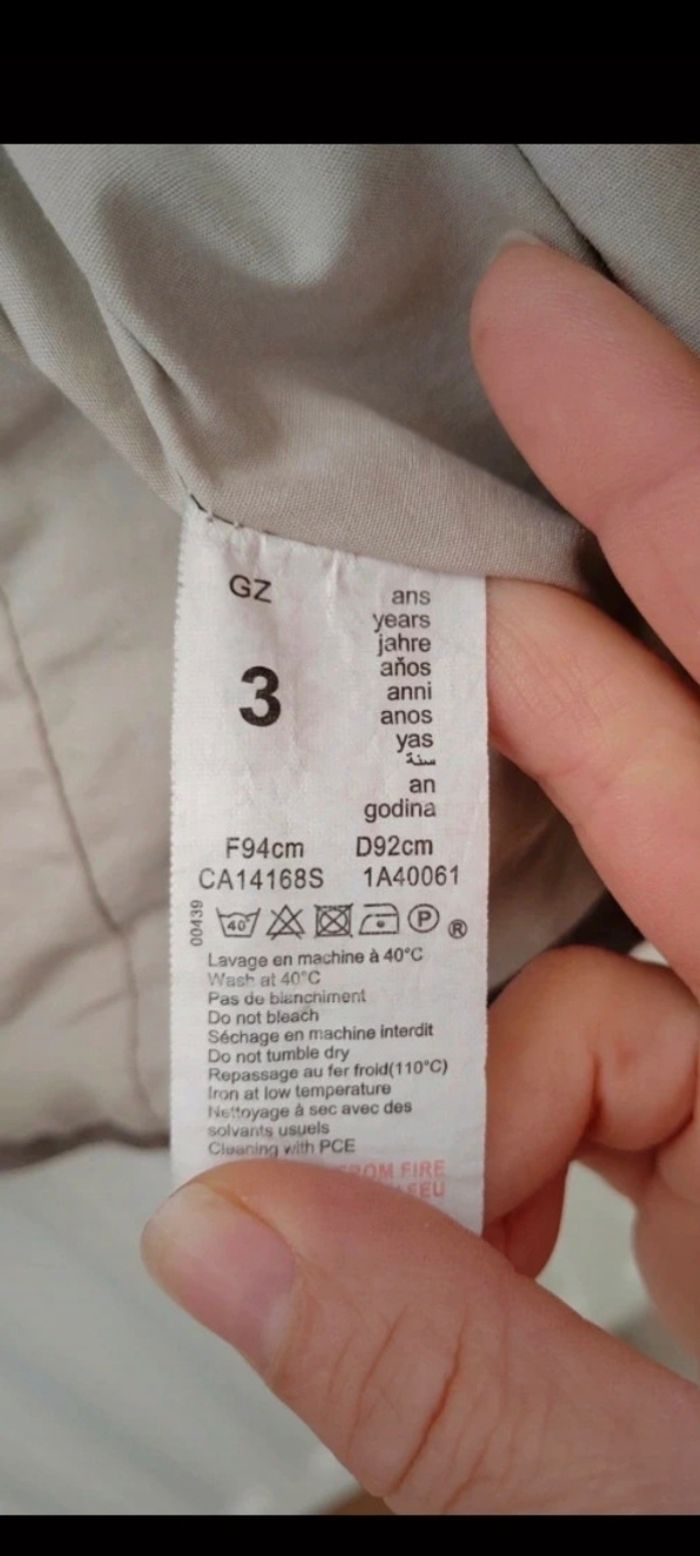 GZ
3
ans
years
jahre
años
anni
anos
yas
سنة
an
godina
F94cm D92cm
CA14168S 1A40061
00439
40°
P ®
Lavage en machine à 40°C
Wash at 40°C
Pas de blanchiment
Do not bleach
Séchage en machine interdit
Do not tumble dry
Repassage au fer froid(110°C)
Iron at low temperature
Nettoyage à sec avec des
solvants usuels
Cleaning with PCE
FROM FIRE
FEU